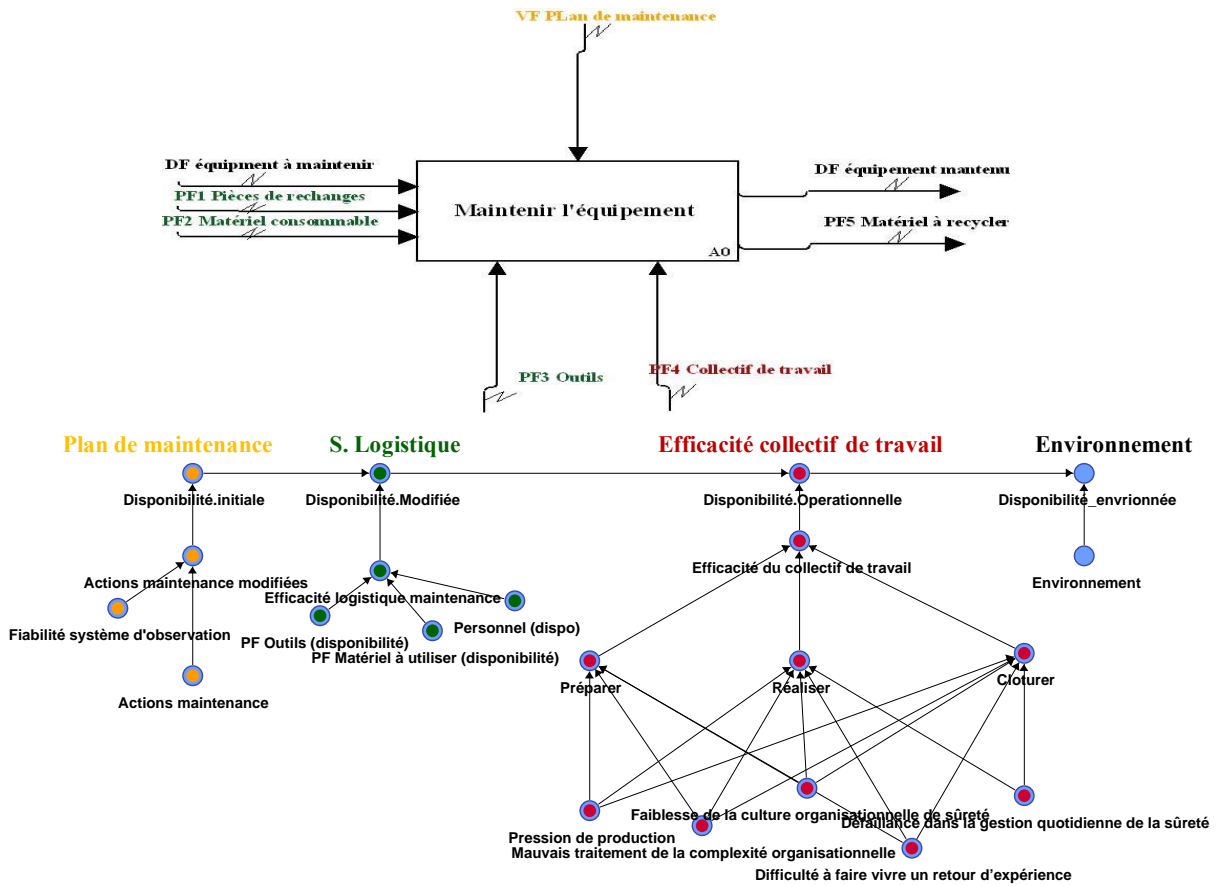 VF PLan de maintenance
DF équipment à maintenir
PF1 Pièces de rechanges
PF2 Matériel consommable
Maintenir l'équipement
A0
DF équipement mantenu
PF5 Matériel à recycler
PF3 Outils
PF4 Collectif de travail
Plan de maintenance
S. Logistique
Efficacité collectif de travail
Environnement
Disponibilité.initiale
Disponibilité.Modifiée
Disponibilité.Operationnelle
Disponibilité_envrionnée
Actions maintenance modifiées
Efficacité logistique maintenance
Efficacité du collectif de travail
Environnement
Fiabilité système d'observation
PF Outils (disponibilité)
Personnel (dispo)
PF Matériel à utiliser (disponibilité)
Actions maintenance
Préparer
Réaliser
Cloturer
Faiblesse de la culture organisationnelle de sûreté
Défaillance dans la gestion quotidienne de la sûreté
Pression de production
Mauvais traitement de la complexité organisationnelle
Difficulté à faire vivre un retour d’expérience